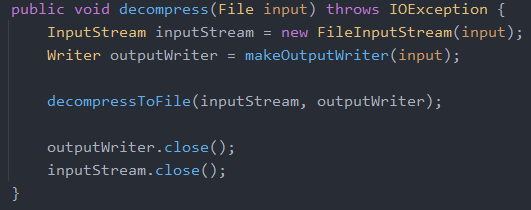 public void decompress(File input) throws IOException {
    InputStream inputStream = new FileInputStream(input);
    Writer outputWriter = makeOutputWriter(input);

    decompressToFile(inputStream, outputWriter);

    outputWriter.close();
    inputStream.close();
}